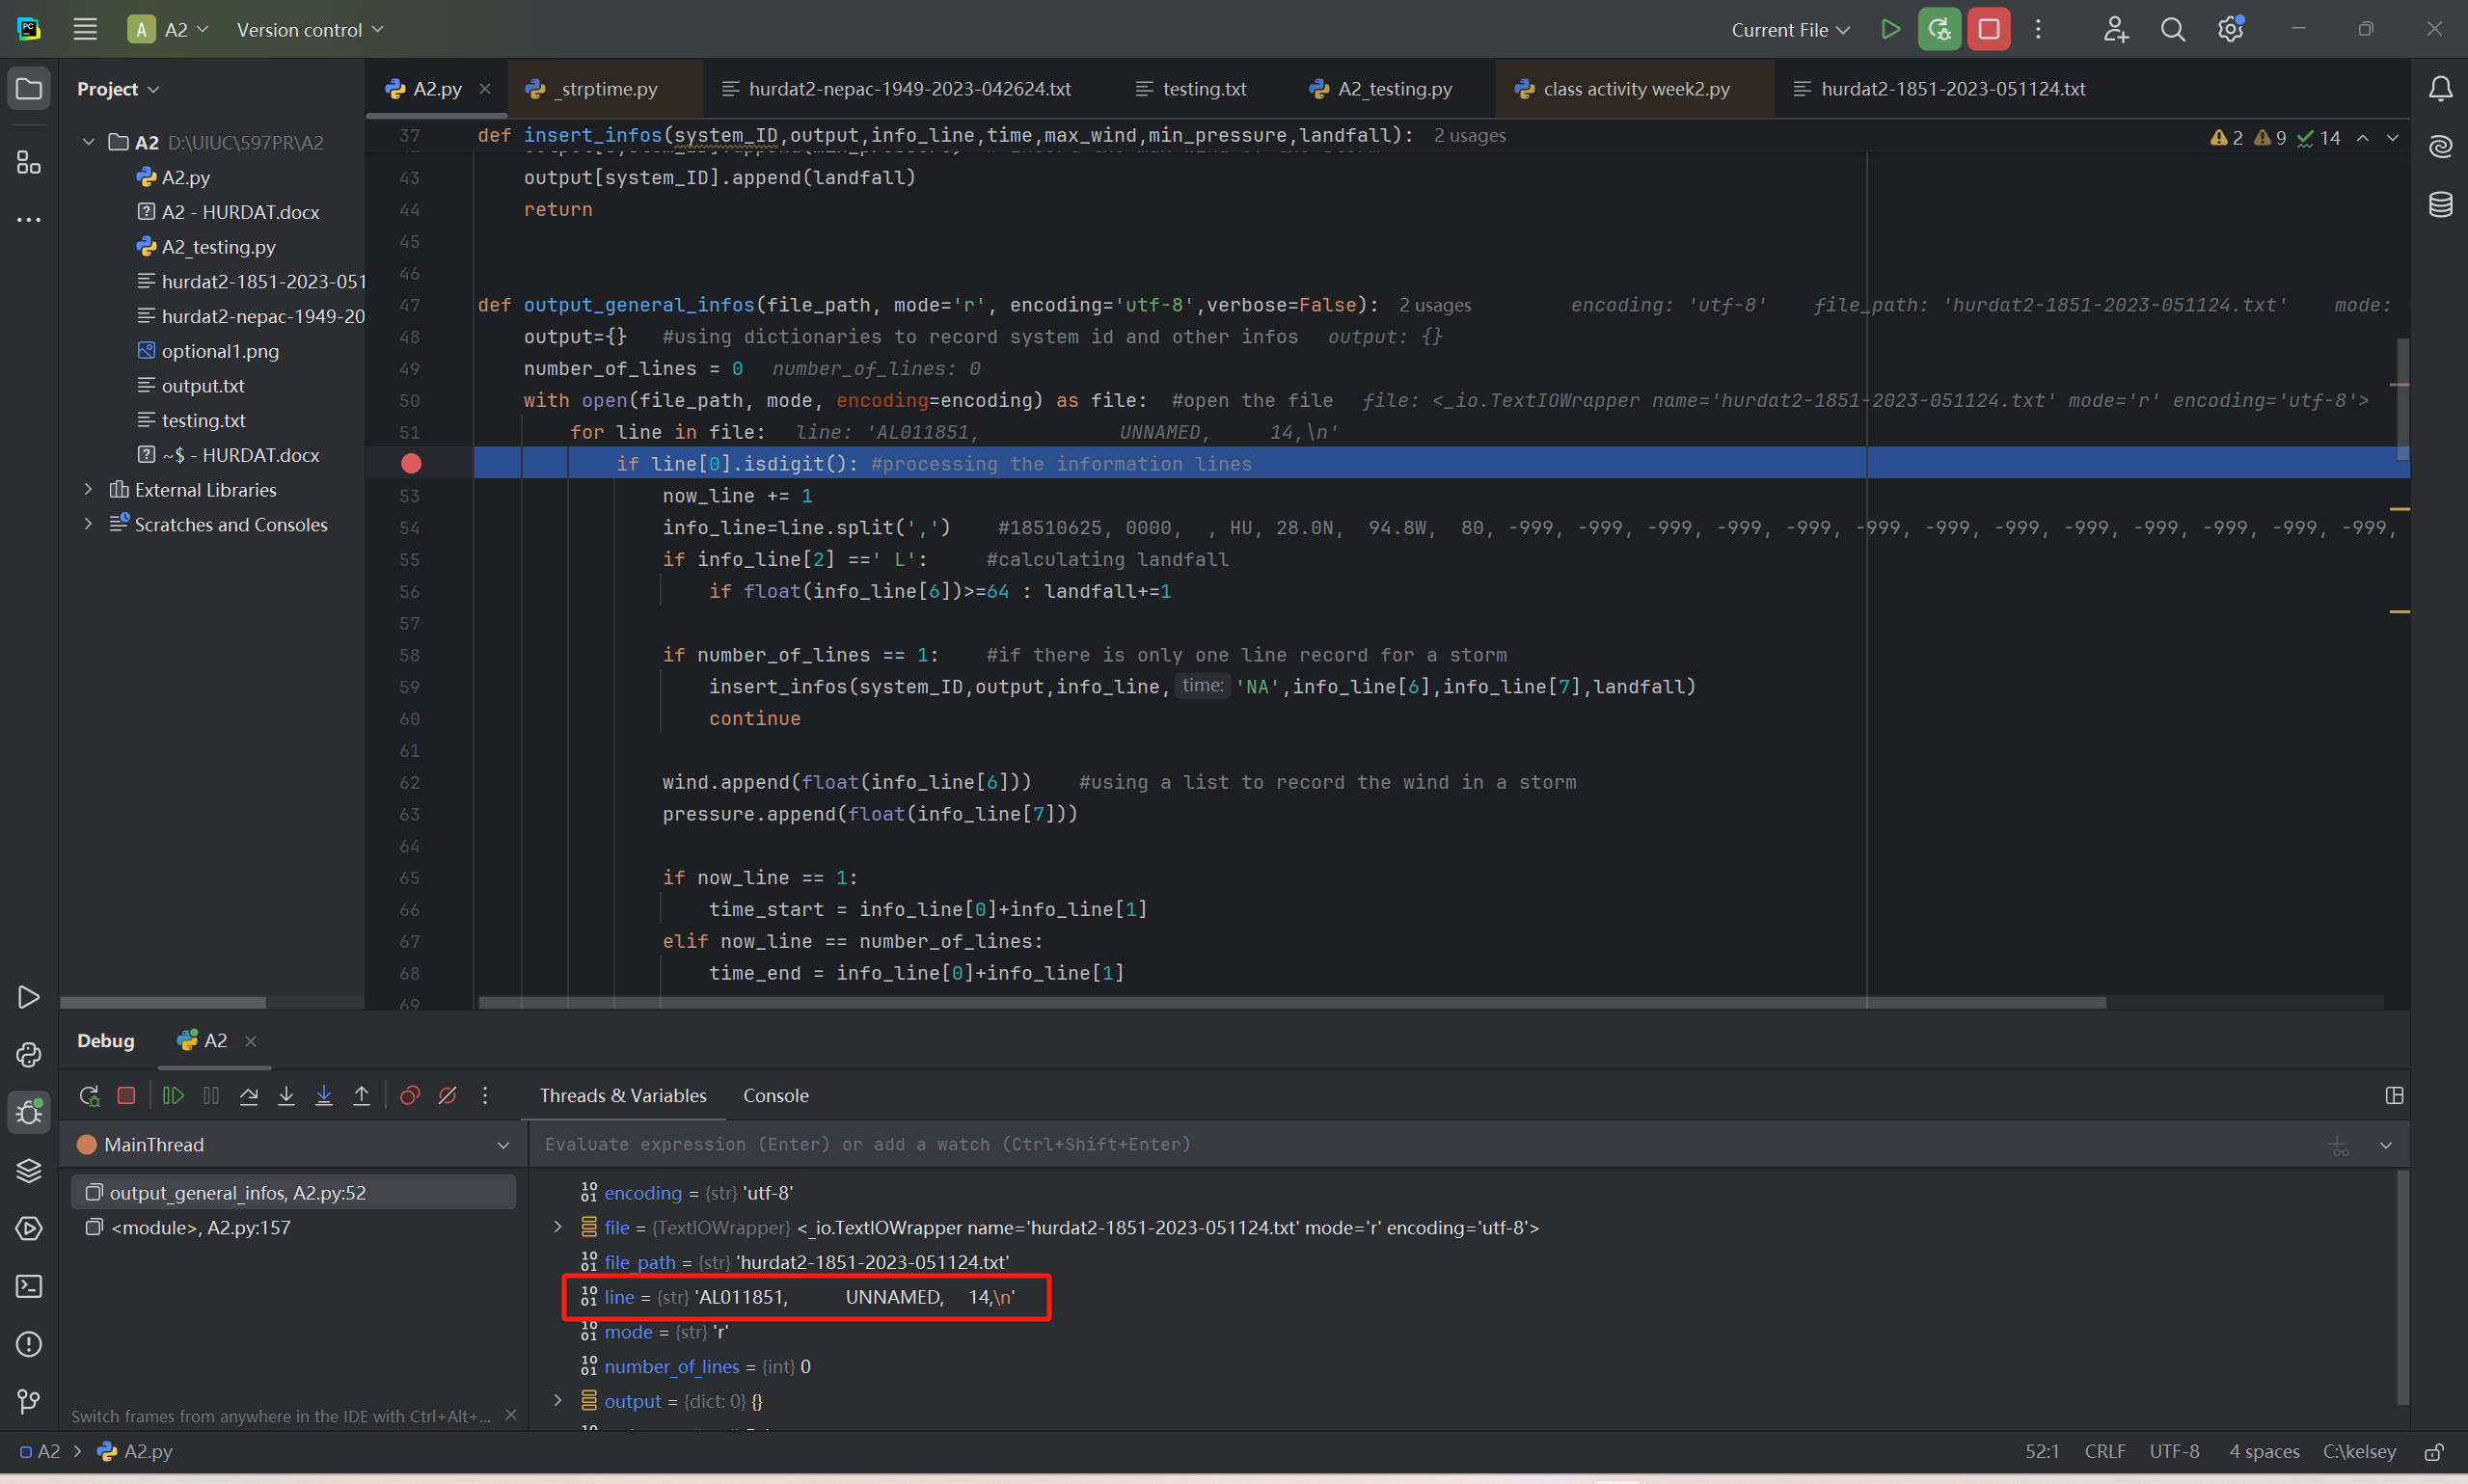 A A2 Version control Current File
Project
A2.py _strptime.py hurdat2-nepac-1949-2023-042624.txt testing.txt A2_testing.py class activity week2.py hurdat2-1851-2023-051124.txt
A2 D:\UIUC\597PR\A2
A2.py
A2 - HURDAT.docx
A2_testing.py
hurdat2-1851-2023-051
hurdat2-nepac-1949-20
optional1.png
output.txt
testing.txt
~$ - HURDAT.docx
External Libraries
Scratches and Consoles
37 def insert_infos(system_ID,output,info_line,time,max_wind,min_pressure,landfall): 2 usages 2 9 14
43 output[system_ID].append(landfall)
44 return
45
46
47 def output_general_infos(file_path, mode='r', encoding='utf-8',verbose=False): 2 usages encoding: 'utf-8' file_path: 'hurdat2-1851-2023-051124.txt' mode:
48 output={} #using dictionaries to record system id and other infos output: {}
49 number_of_lines = 0 number_of_lines: 0
50 with open(file_path, mode, encoding=encoding) as file: #open the file file: <_io.TextIOWrapper name='hurdat2-1851-2023-051124.txt' mode='r' encoding='utf-8'>
51 for line in file: line: 'AL011851, UNNAMED, 14,\n'
if line[0].isdigit(): #processing the information lines
53 now_line += 1
54 info_line=line.split(',') #18510625, 0000, , HU, 28.0N, 94.8W, 80, -999, -999, -999, -999, -999, -999, -999, -999, -999, -999, -999, -999, -999,
55 if info_line[2] ==' L': #calculating landfall
56 if float(info_line[6])>=64 : landfall+=1
57
58 if number_of_lines == 1: #if there is only one line record for a storm
59 insert_infos(system_ID,output,info_line, time: 'NA',info_line[6],info_line[7],landfall)
60 continue
61
62 wind.append(float(info_line[6])) #using a list to record the wind in a storm
63 pressure.append(float(info_line[7]))
64
65 if now_line == 1:
66 time_start = info_line[0]+info_line[1]
67 elif now_line == number_of_lines:
68 time_end = info_line[0]+info_line[1]
69
Debug A2
Threads & Variables Console
MainThread
Evaluate expression (Enter) or add a watch (Ctrl+Shift+Enter)
output_general_infos, A2.py:52
<module>, A2.py:157
encoding = {str} 'utf-8'
file = {TextIOWrapper} <_io.TextIOWrapper name='hurdat2-1851-2023-051124.txt' mode='r' encoding='utf-8'>
file_path = {str} 'hurdat2-1851-2023-051124.txt'
line = {str} 'AL011851, UNNAMED, 14,\n'
mode = {str} 'r'
number_of_lines = {int} 0
output = {dict: 0} {}
Switch frames from anywhere in the IDE with Ctrl+Alt+...
A2 > A2.py 52:1 CRLF UTF-8 4 spaces C:\kelsey